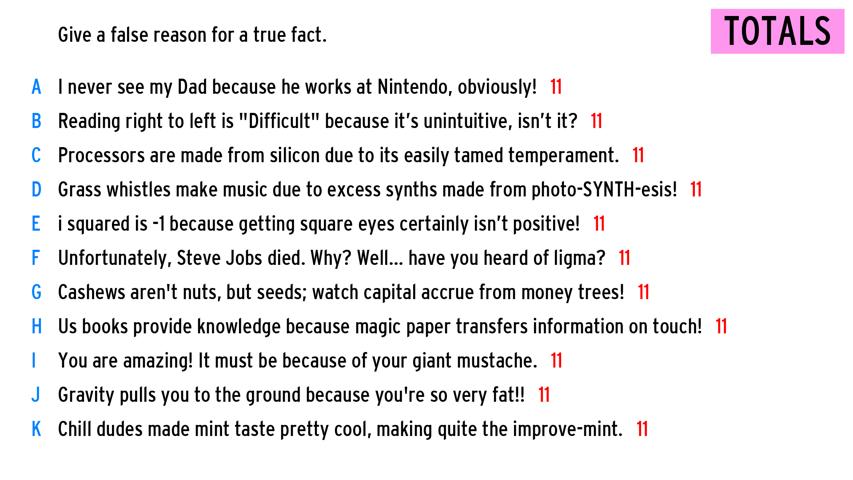 Give a false reason for a true fact.
TOTALS
A I never see my Dad because he works at Nintendo, obviously! 11
B Reading right to left is "Difficult" because it’s unintuitive, isn’t it? 11
C Processors are made from silicon due to its easily tamed temperament. 11
D Grass whistles make music due to excess synths made from photo-SYNTH-esis! 11
E i squared is -1 because getting square eyes certainly isn’t positive! 11
F Unfortunately, Steve Jobs died. Why? Well... have you heard of ligma? 11
G Cashews aren't nuts, but seeds; watch capital accrue from money trees! 11
H Us books provide knowledge because magic paper transfers information on touch! 11
I You are amazing! It must be because of your giant mustache. 11
J Gravity pulls you to the ground because you're so very fat!! 11
K Chill dudes made mint taste pretty cool, making quite the improve-mint. 11